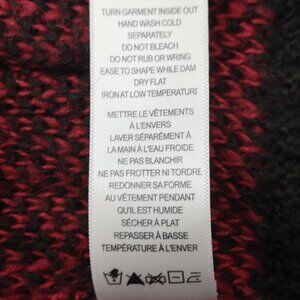 TURN GARMENT INSIDE OUT
HAND WASH COLD
SEPARATELY
DO NOT BLEACH
DO NOT RUB OR WRING
EASE TO SHAPE WHILE DAM
DRY FLAT
IRON AT LOW TEMPERATURE
METTRE LE VÊTEMENTS
À L'ENVERS
LAVER SÉPARÉMENT À
LA MAIN À L'EAU FROIDE
NE PAS BLANCHIR
NE PAS FROTTER NI TORDRE
REDONNER SA FORME
AU VÊTEMENT PENDANT
QU'IL EST HUMIDE
SÉCHER À PLAT
REPASSER À BASSE
TEMPÉRATURE À L'ENVER